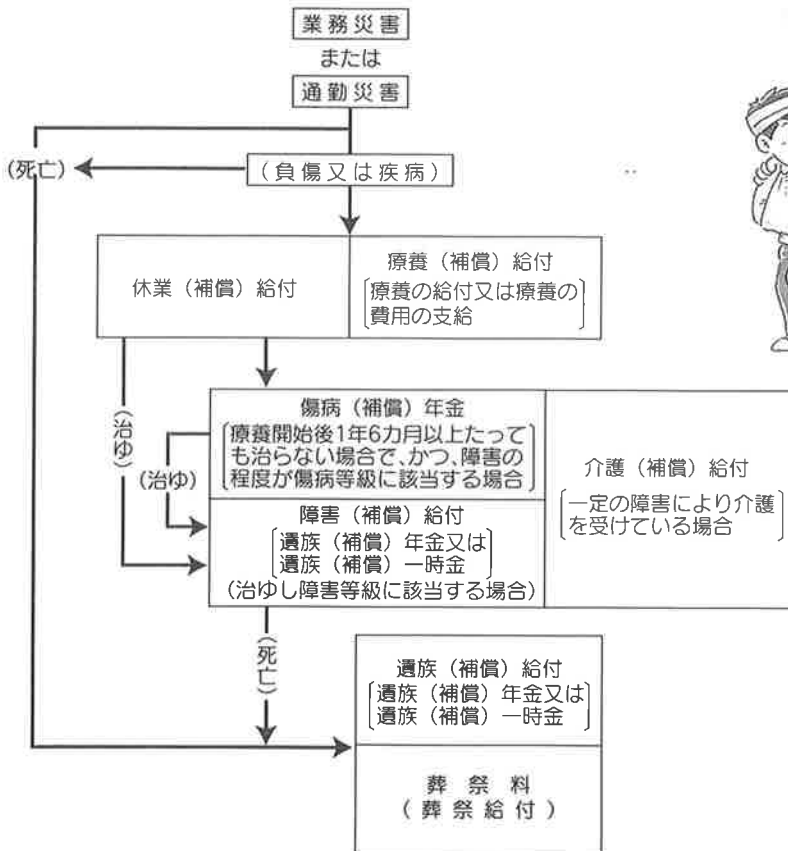 業務災害
または
通勤災害
(死亡)
(負傷又は疾病)
休業(補償)給付
療養(補償)給付
療養の給付又は療養の
費用の支給
(治ゆ)
傷病(補償)年金
療養開始後1年6カ月以上たって
も治らない場合で、かつ、障害の
程度が傷病等級に該当する場合
(治ゆ)
障害(補償)給付
遺族(補償)年金又は
遺族(補償)一時金
(治ゆし障害等級に該当する場合)
介護(補償)給付
一定の障害により介護
を受けている場合
(死亡)
遺族(補償)給付
遺族(補償)年金又は
遺族(補償)一時金
葬祭料
(葬祭給付)